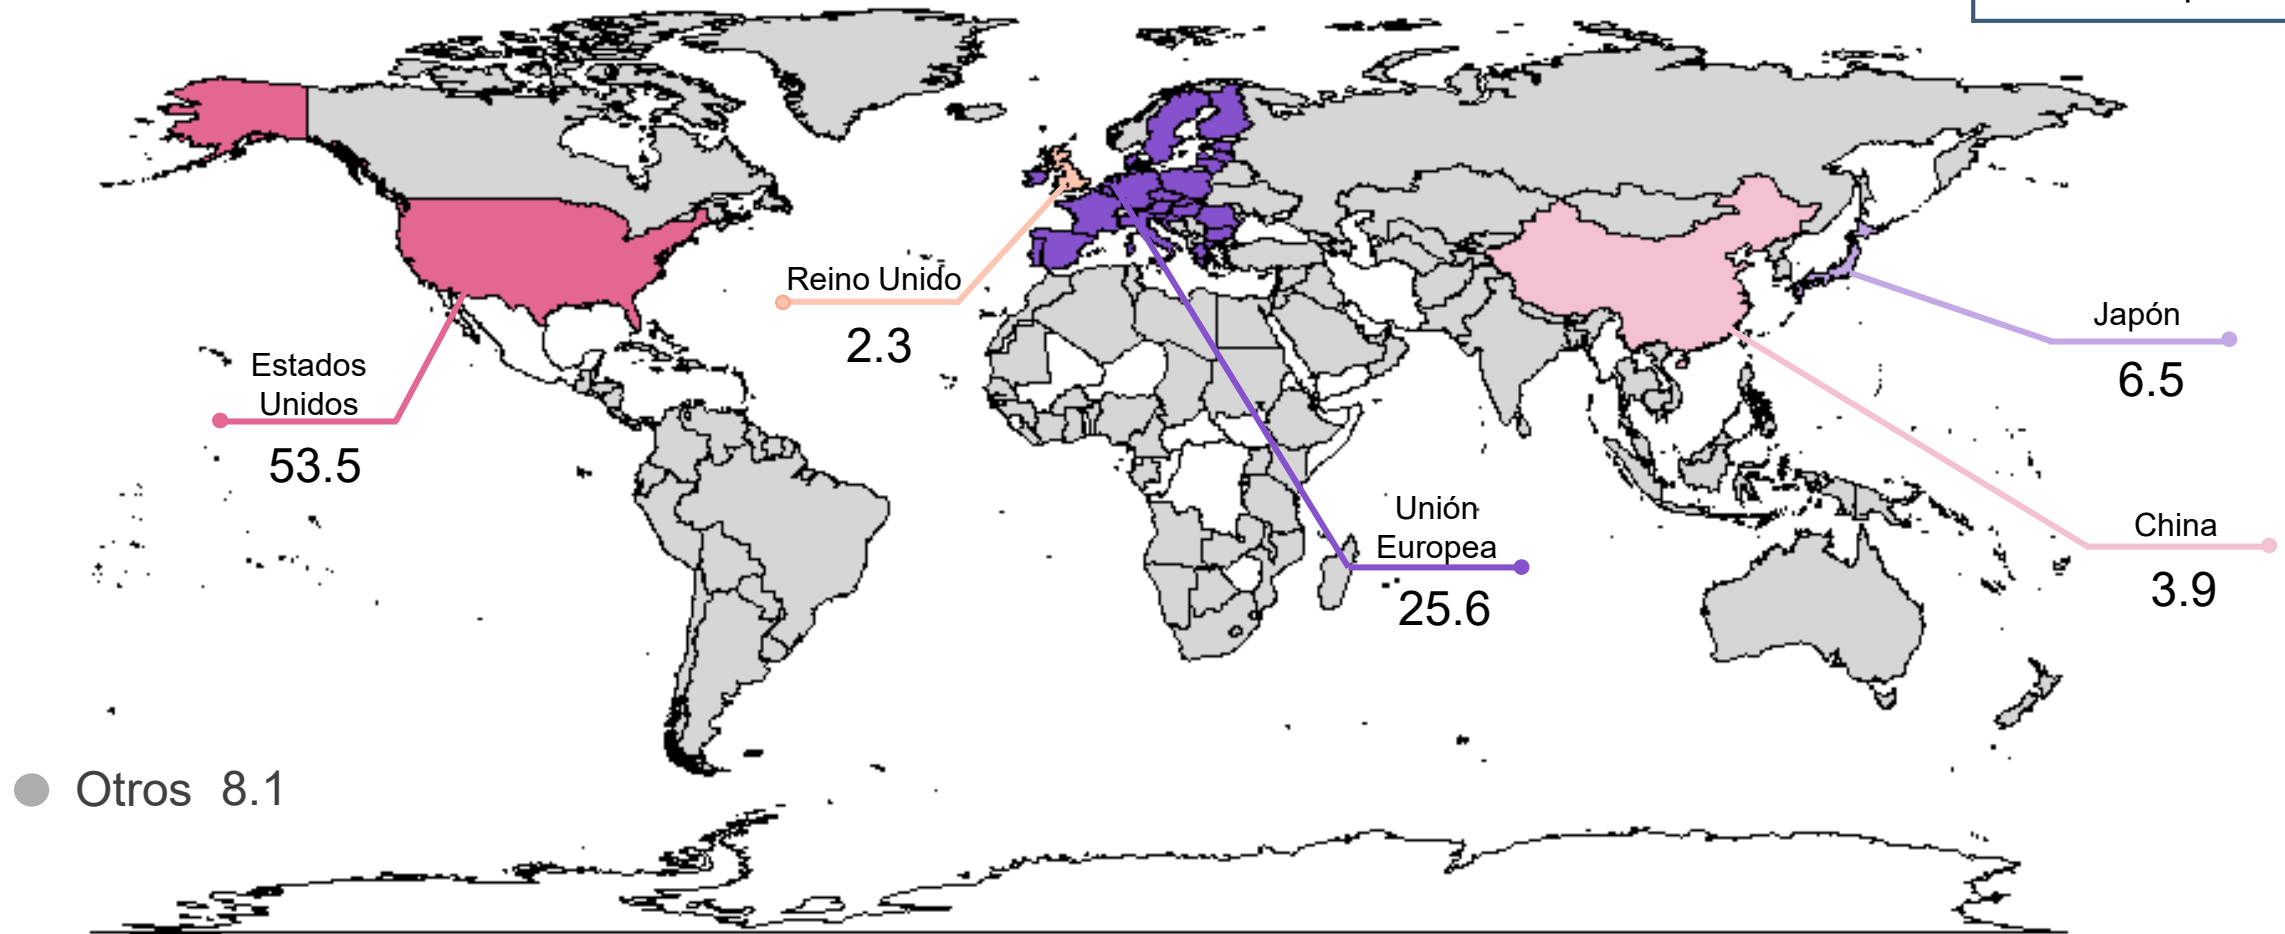 Reino Unido
2.3
Estados
Unidos
53.5
Japón
6.5
Unión
Europea
25.6
China
3.9
Otros 8.1